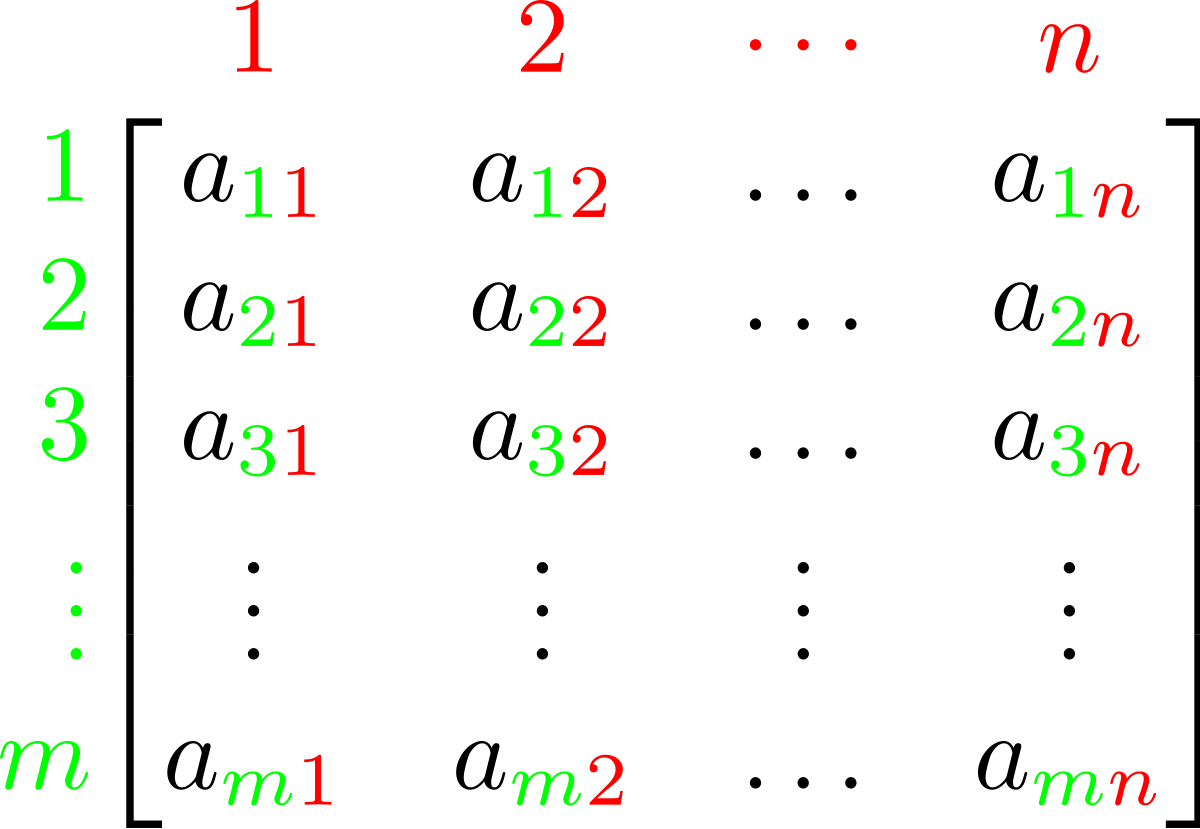 1 2 ⋯ n
1 a₁₁ a₁₂ … a₁ₙ
2 a₂₁ a₂₂ … a₂ₙ
3 a₃₁ a₃₂ … a₃ₙ
⋮ ⋮ ⋮ ⋮ ⋮
m aₘ₁ aₘ₂ … aₘₙ